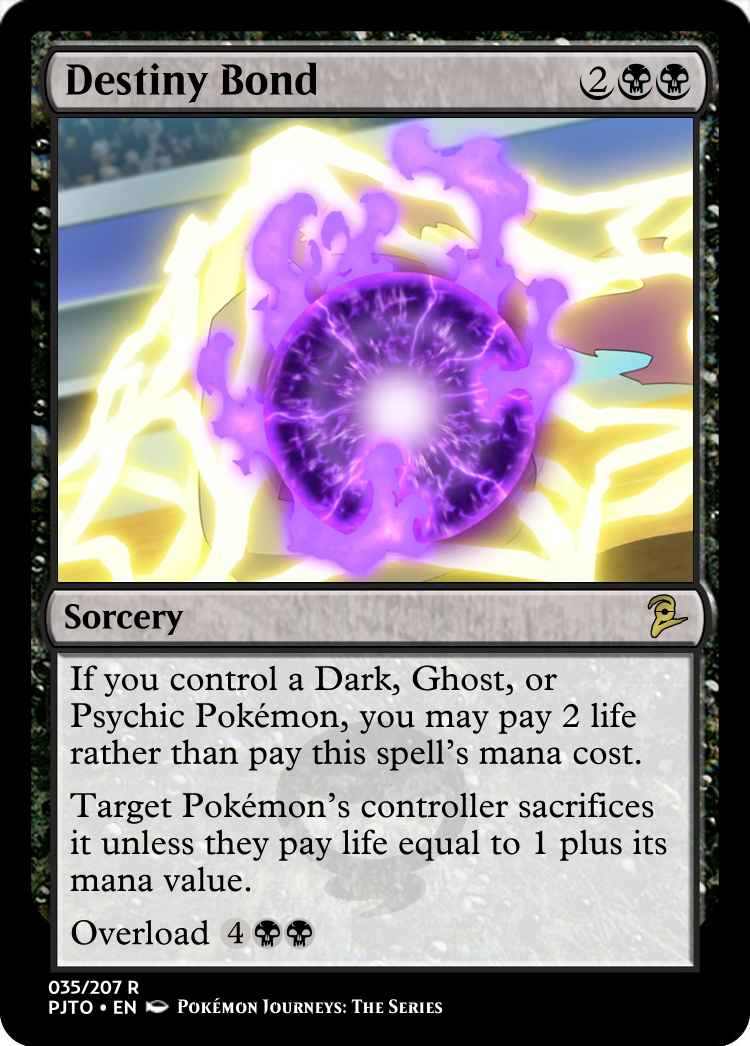 Destiny Bond 2
Sorcery
If you control a Dark, Ghost, or
Psychic Pokémon, you may pay 2 life
rather than pay this spell's mana cost.
Target Pokémon's controller sacrifices
it unless they pay life equal to 1 plus its
mana value.
Overload 4
035/207 R
PJTO • EN Pokémon Journeys: The Series